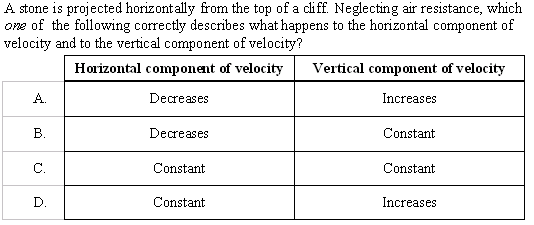 A stone is projected horizontally from the top of a cliff. Neglecting air resistance, which
one of the following correctly describes what happens to the horizontal component of
velocity and to the vertical component of velocity?
Horizontal component of velocity Vertical component of velocity
A. Decreases Increases
B. Decreases Constant
C. Constant Constant
D. Constant Increases